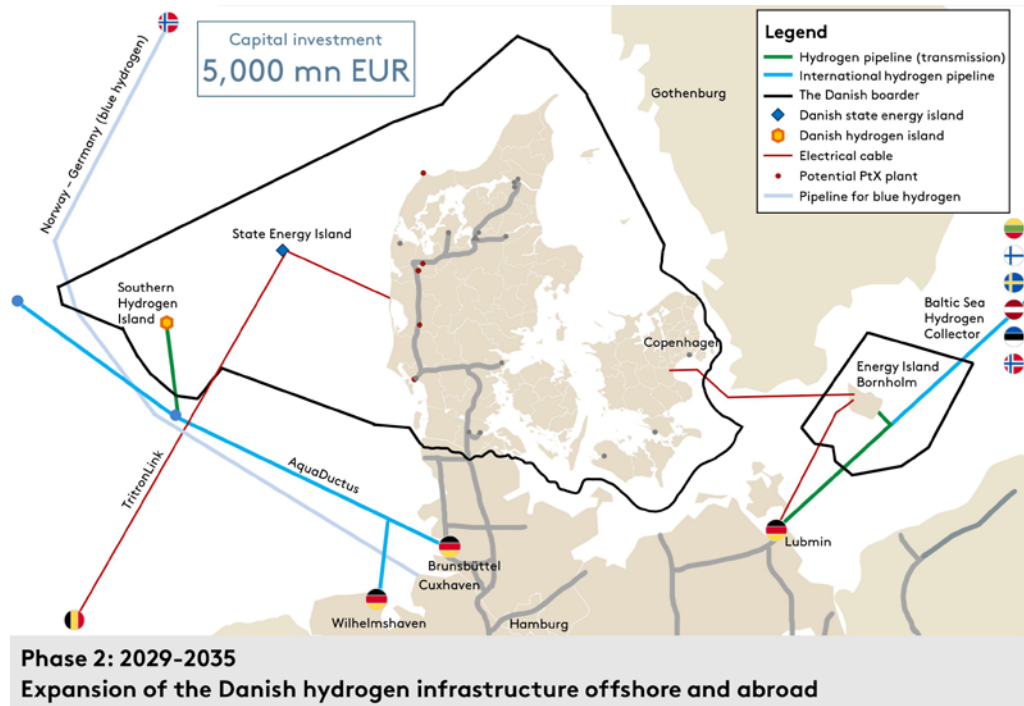 Capital investment
5,000 mn EUR
Legend
Hydrogen pipeline (transmission)
International hydrogen pipeline
The Danish boarder
Danish state energy island
Danish hydrogen island
Electrical cable
Potential PtX plant
Pipeline for blue hydrogen
Norway – Germany (blue hydrogen)
Gothenburg
State Energy Island
Southern
Hydrogen
Island
Copenhagen
Baltic Sea
Hydrogen
Collector
Energy Island
Bornholm
TritronLink
AquaDuctus
Lubmin
Brunsbüttel
Cuxhaven
Wilhelmshaven
Hamburg
Phase 2: 2029-2035
Expansion of the Danish hydrogen infrastructure offshore and abroad